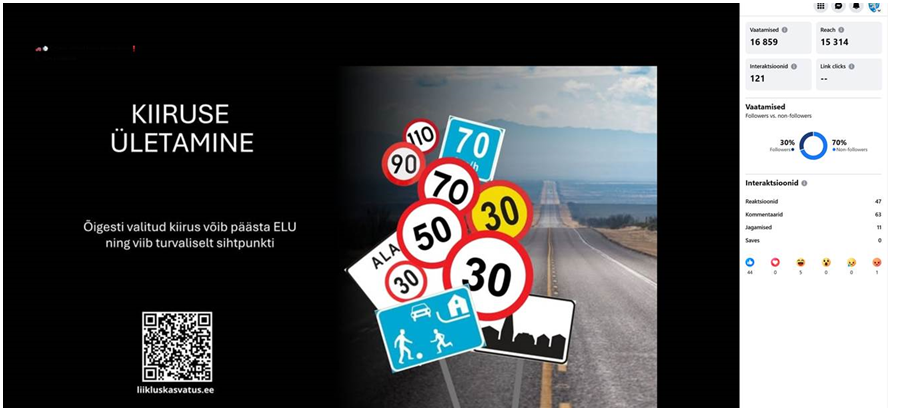 KIIRUSE
ÜLETAMINE
Õigesti valitud kiirus võib päästa ELU
ning viib turvaliselt sihtpunkti
liikluskasvatus.ee
110
70
90
70
30
50
ALA
30
30
Vaatamised
16 859
Reach
15 314
Interaktsioonid
121
Link clicks
--
Vaatamised
Followers vs. non-followers
30%
Followers
70%
Non-followers
Interaktsioonid
Reaktsioonid 47
Kommentaarid 63
Jagamised 11
Saves 0
44 0 5 0 0 1